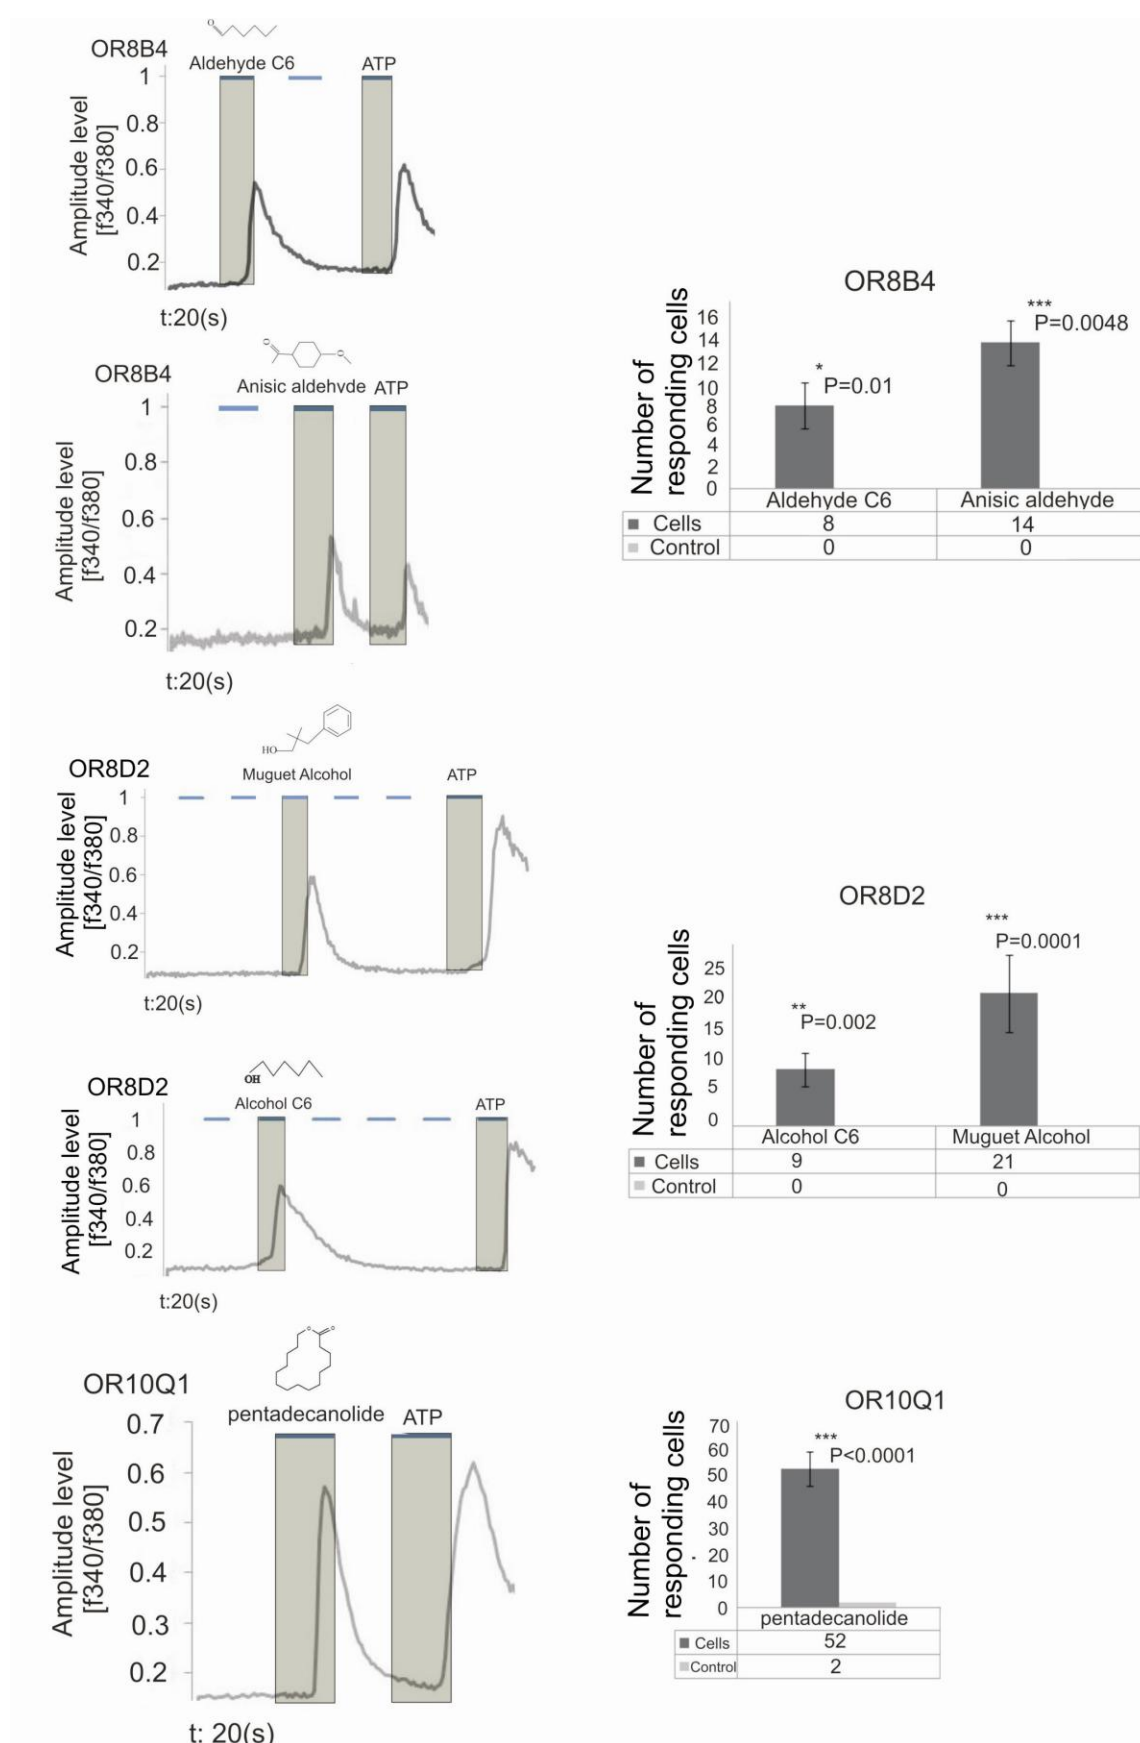 OR8B4
Aldehyde C6
ATP
Amplitude level
[f340/f380]
1
0.8
0.6
0.4
0.2
t:20(s)
OR8B4
Anisic aldehyde
ATP
Amplitude level
[f340/f380]
1
0.8
0.6
0.4
0.2
t:20(s)
OR8B4
Number of
responding cells
16
14
12
10
8
6
4
2
0
*
P=0.01
***
P=0.0048
Aldehyde C6 Anisic aldehyde
Cells 8 14
Control 0 0
HO
OR8D2
Muguet Alcohol
ATP
Amplitude level
[f340/f380]
1
0.8
0.6
0.4
0.2
t:20(s)
OH
OR8D2
Alcohol C6
ATP
Amplitude level
[f340/f380]
1
0.8
0.6
0.4
0.2
t:20(s)
OR8D2
Number of
responding cells
25
20
15
10
5
0
**
P=0.002
***
P=0.0001
Alcohol C6 Muguet Alcohol
Cells 9 21
Control 0 0
OR10Q1
pentadecanolide
ATP
Amplitude level
[f340/f380]
0.7
0.6
0.5
0.4
0.3
0.2
t: 20(s)
OR10Q1
Number of
responding cells
70
60
50
40
30
20
10
0
***
P<0.0001
pentadecanolide
Cells 52
Control 2